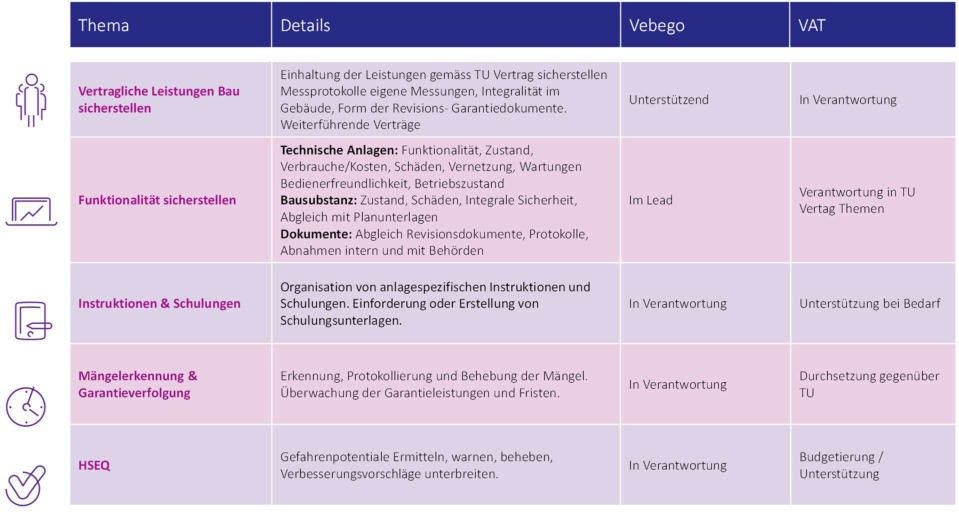 Thema Details Vebego VAT
Vertragliche Leistungen Bau
sicherstellen
Einhaltung der Leistungen gemäss TU Vertrag sicherstellen
Messprotokolle eigene Messungen, Integralität im
Gebäude, Form der Revisions- Garantiedokumente.
Weiterführende Verträge
Unterstützend
In Verantwortung
Funktionalität sicherstellen
Technische Anlagen: Funktionalität, Zustand,
Verbrauche/Kosten, Schäden, Vernetzung, Wartungen
Bedienerfreundlichkeit, Betriebszustand
Bausubstanz: Zustand, Schäden, Integrale Sicherheit,
Abgleich mit Planunterlagen
Dokumente: Abgleich Revisionsdokumente, Protokolle,
Abnahmen intern und mit Behörden
Im Lead
Verantwortung in TU
Vertag Themen
Instruktionen & Schulungen
Organisation von anlagespezifischen Instruktionen und
Schulungen. Einforderung oder Erstellung von
Schulungsunterlagen.
In Verantwortung
Unterstützung bei Bedarf
Mängelerkennung &
Garantieverfolgung
Erkennung, Protokollierung und Behebung der Mängel.
Überwachung der Garantieleistungen und Fristen.
In Verantwortung
Durchsetzung gegenüber
TU
HSEQ
Gefahrenpotentiale Ermitteln, warnen, beheben,
Verbesserungsvorschläge unterbreiten.
In Verantwortung
Budgetierung /
Unterstützung